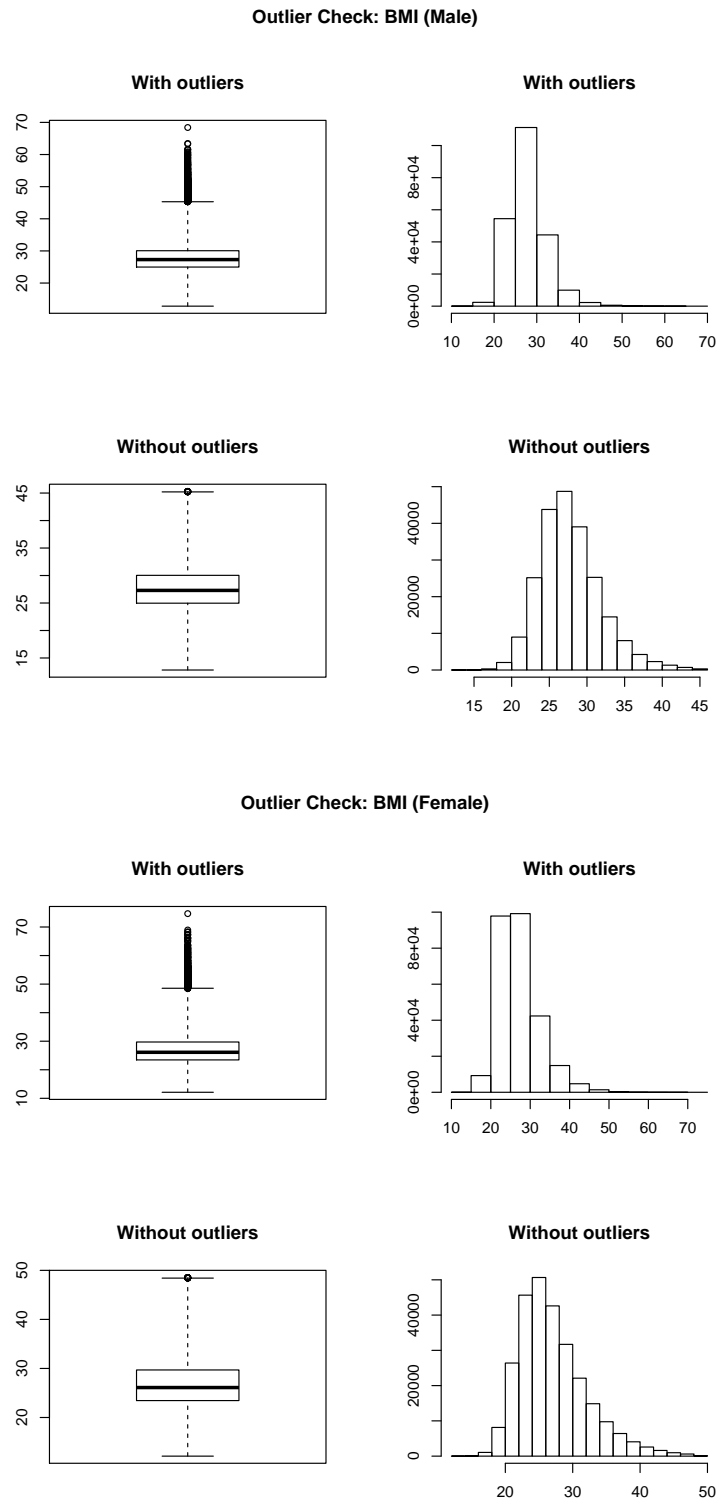 Outlier Check: BMI (Male)
With outliers
70
60
50
40
30
20
With outliers
8e+04
4e+04
0e+00
10 20 30 40 50 60 70
Without outliers
45
35
25
15
Without outliers
40000
20000
0
15 20 25 30 35 40 45
Outlier Check: BMI (Female)
With outliers
70
50
30
10
With outliers
8e+04
4e+04
0e+00
10 20 30 40 50 60 70
Without outliers
50
40
30
20
Without outliers
40000
20000
0
20 30 40 50